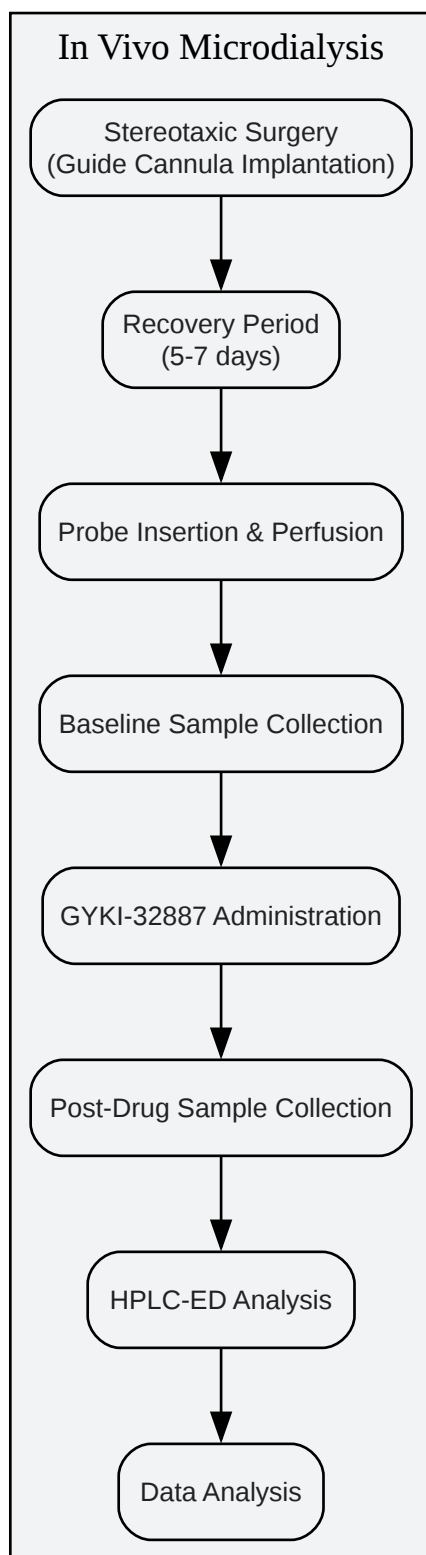 In Vivo Microdialysis
Stereotaxic Surgery
(Guide Cannula Implantation)
Recovery Period
(5-7 days)
Probe Insertion & Perfusion
Baseline Sample Collection
GYKI-32887 Administration
Post-Drug Sample Collection
HPLC-ED Analysis
Data Analysis